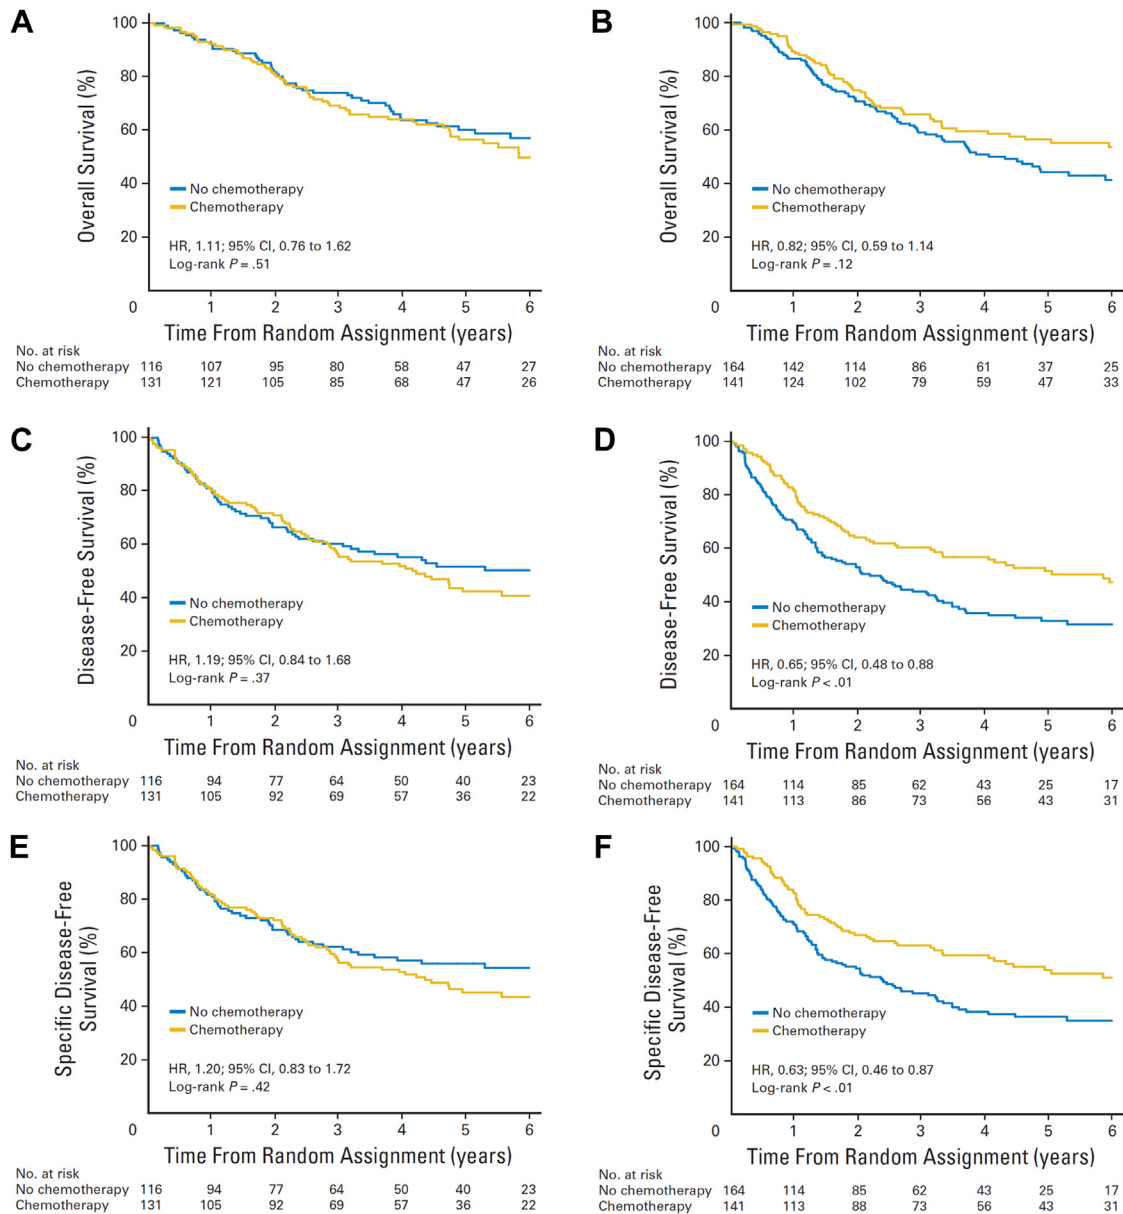 A
100
80
60
40
20
0
Overall Survival (%)
No chemotherapy
Chemotherapy
HR, 1.11; 95% CI, 0.76 to 1.62
Log-rank P = .51
1 2 3 4 5 6
Time From Random Assignment (years)
No. at risk
No chemotherapy 116 107 95 80 58 47 27
Chemotherapy 131 121 105 85 68 47 26
B
100
80
60
40
20
0
Overall Survival (%)
No chemotherapy
Chemotherapy
HR, 0.82; 95% CI, 0.59 to 1.14
Log-rank P = .12
1 2 3 4 5 6
Time From Random Assignment (years)
No. at risk
No chemotherapy 164 142 114 86 61 37 25
Chemotherapy 141 124 102 79 59 47 33
C
100
80
60
40
20
0
Disease-Free Survival (%)
No chemotherapy
Chemotherapy
HR, 1.19; 95% CI, 0.84 to 1.68
Log-rank P = .37
1 2 3 4 5 6
Time From Random Assignment (years)
No. at risk
No chemotherapy 116 94 77 64 50 40 23
Chemotherapy 131 105 92 69 57 36 22
D
100
80
60
40
20
0
Disease-Free Survival (%)
No chemotherapy
Chemotherapy
HR, 0.65; 95% CI, 0.48 to 0.88
Log-rank P < .01
1 2 3 4 5 6
Time From Random Assignment (years)
No. at risk
No chemotherapy 164 114 85 62 43 25 17
Chemotherapy 141 113 86 73 56 43 31
E
100
80
60
40
20
0
Specific Disease-Free
Survival (%)
No chemotherapy
Chemotherapy
HR, 1.20; 95% CI, 0.83 to 1.72
Log-rank P = .42
1 2 3 4 5 6
Time From Random Assignment (years)
No. at risk
No chemotherapy 116 94 77 64 50 40 23
Chemotherapy 131 105 92 69 57 36 22
F
100
80
60
40
20
0
Specific Disease-Free
Survival (%)
No chemotherapy
Chemotherapy
HR, 0.63; 95% CI, 0.46 to 0.87
Log-rank P < .01
1 2 3 4 5 6
Time From Random Assignment (years)
No. at risk
No chemotherapy 164 114 85 62 43 25 17
Chemotherapy 141 113 88 73 56 43 31